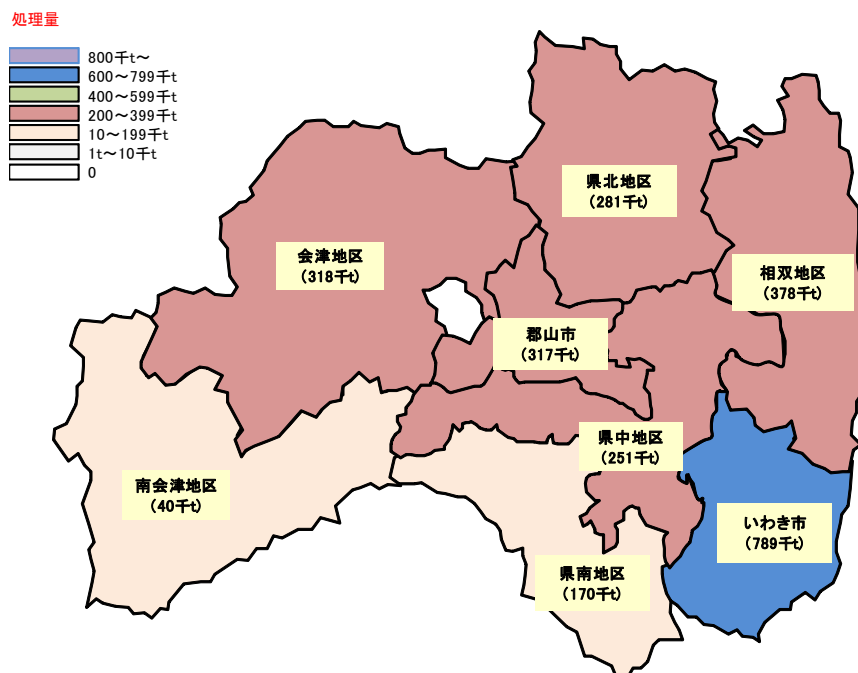 処理量
800千t～
600～799千t
400～599千t
200～399千t
10～199千t
1t～10千t
0
県北地区
(281千t)
会津地区
(318千t)
相双地区
(378千t)
郡山市
(317千t)
県中地区
(251千t)
南会津地区
(40千t)
いわき市
(789千t)
県南地区
(170千t)